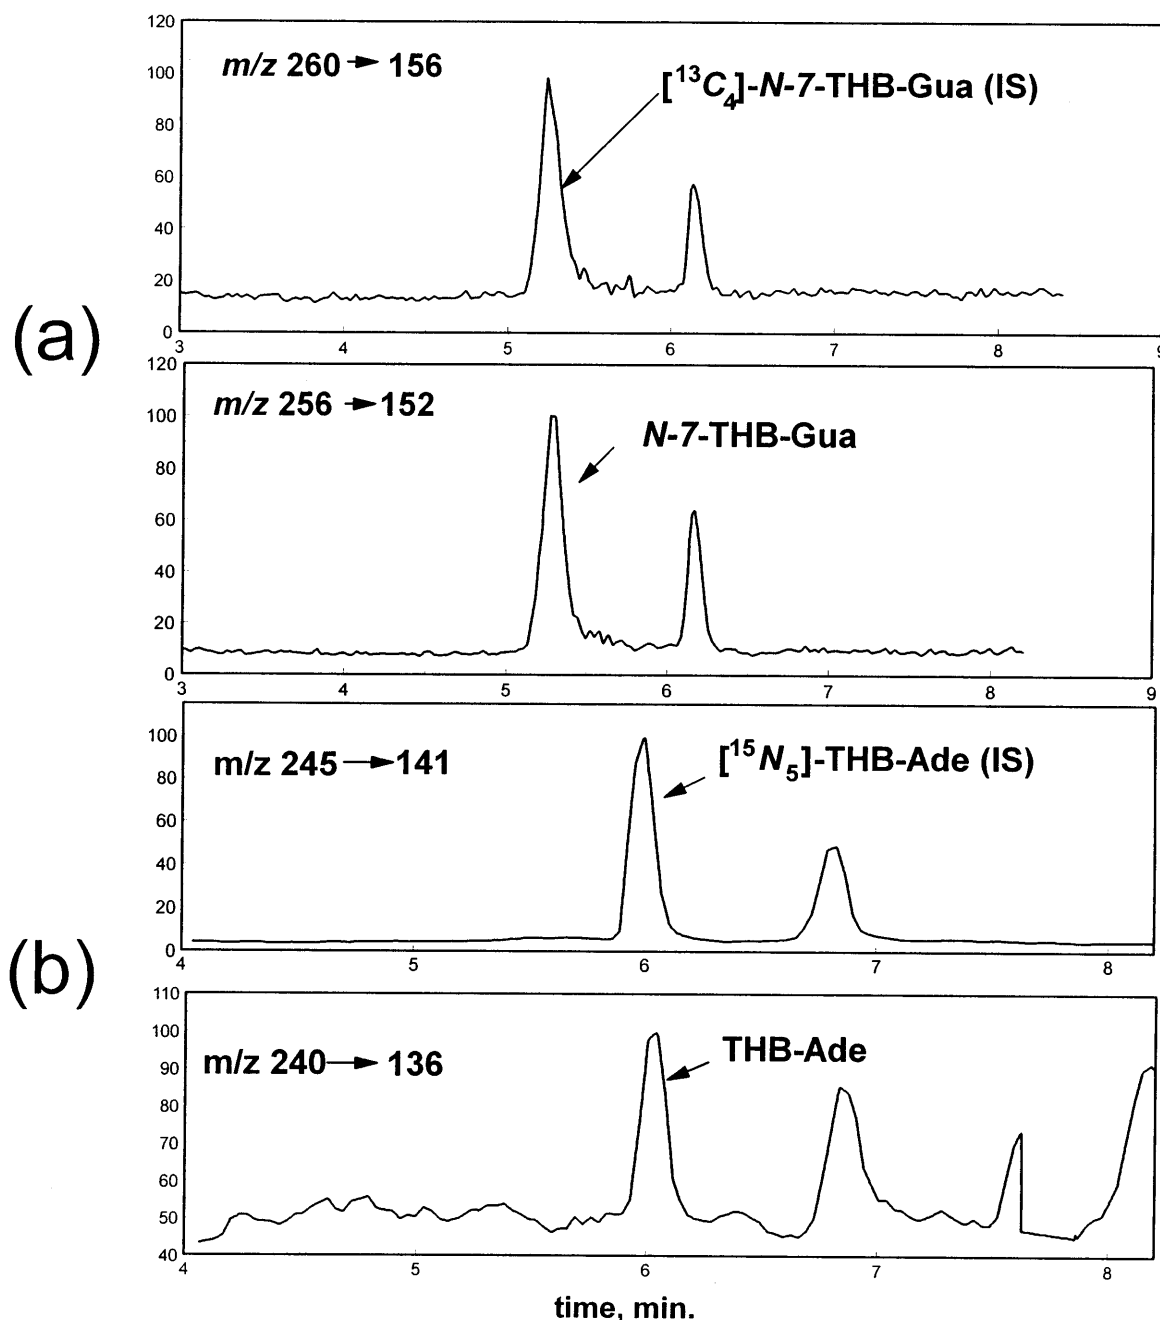 (a)
m/z 260 → 156
[13C4]-N-7-THB-Gua (IS)
120
100
80
60
40
20
0
3 4 5 6 7 8 9
m/z 256 → 152
N-7-THB-Gua
120
100
80
60
40
20
0
3 4 5 6 7 8 9
(b)
m/z 245 → 141
[15N5]-THB-Ade (IS)
100
80
60
40
20
0
4 5 6 7 8
m/z 240 → 136
THB-Ade
110
100
90
80
70
60
50
40
4 5 6 7 8
time, min.